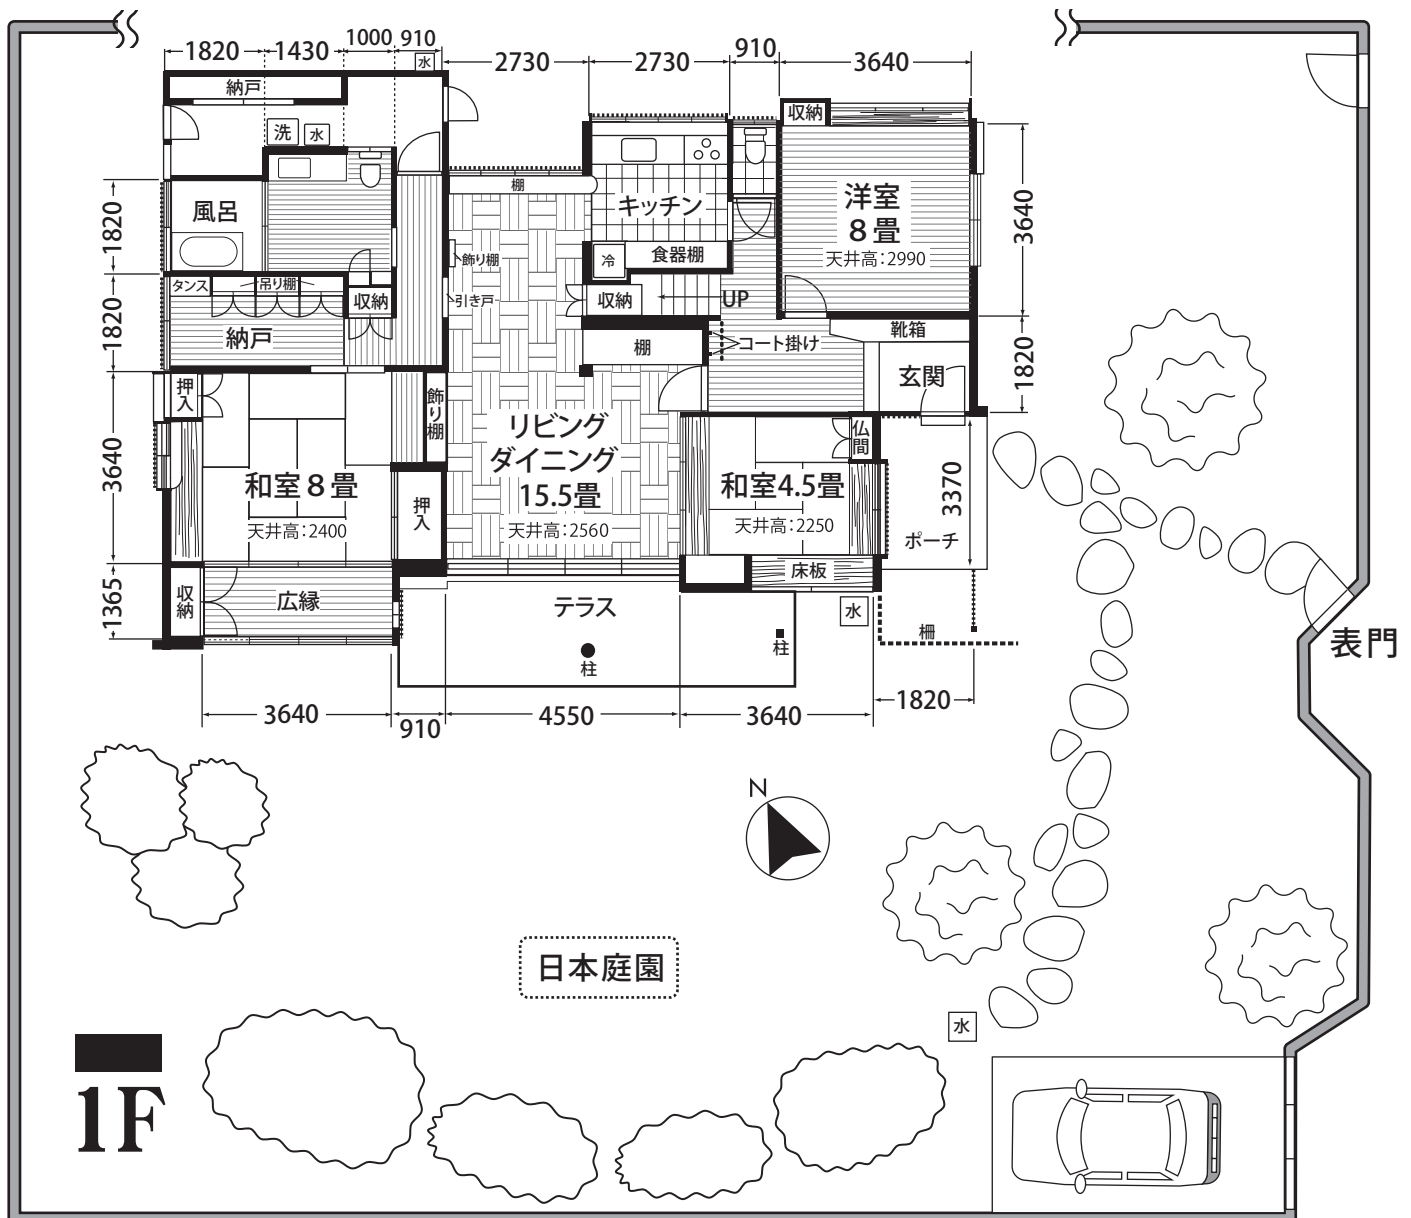 1820
1430
1000
910
水
2730
2730
910
3640
納戸
洗
水
収納
棚
キッチン
洋室
8畳
天井高：2990
3640
1820
風呂
飾り棚
冷
食器棚
タンス
吊り棚
収納
引き戸
収納
UP
1820
納戸
棚
コート掛け
靴箱
玄関
1820
押入
飾り棚
リビング
ダイニング
15.5畳
天井高：2560
仏間
3640
和室8畳
天井高：2400
押入
和室4.5畳
天井高：2250
3370
ポーチ
床板
1365
収納
広縁
テラス
柱
柱
水
柵
表門
3640
910
4550
3640
1820
N
日本庭園
水
1F